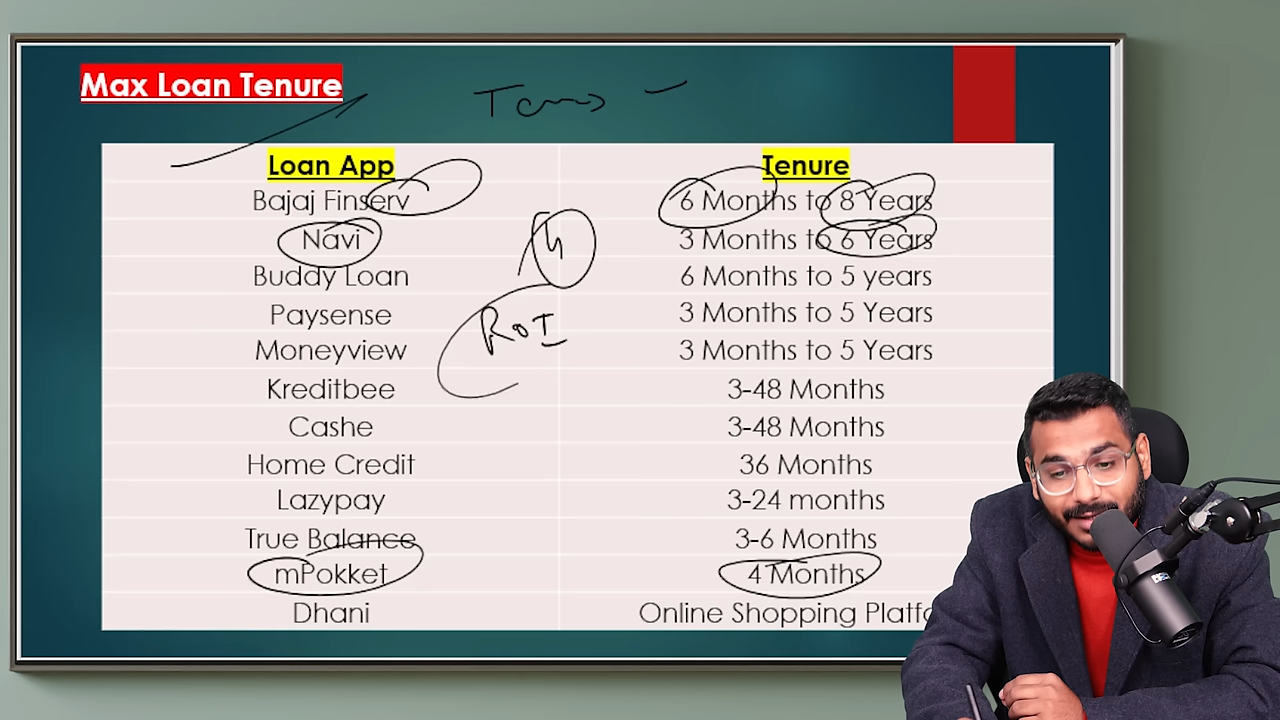 Max Loan Tenure
Loan App Tenure
Bajaj Finserv 6 Months to 8 Years
Navi 3 Months to 6 Years
Buddy Loan 6 Months to 5 years
Paysense 3 Months to 5 Years
ROI
Moneyview 3 Months to 5 Years
Kreditbee 3-48 Months
Cashe 3-48 Months
Home Credit 36 Months
Lazypay 3-24 months
True Balance 3-6 Months
mPokket 4 Months
Dhani Online Shopping